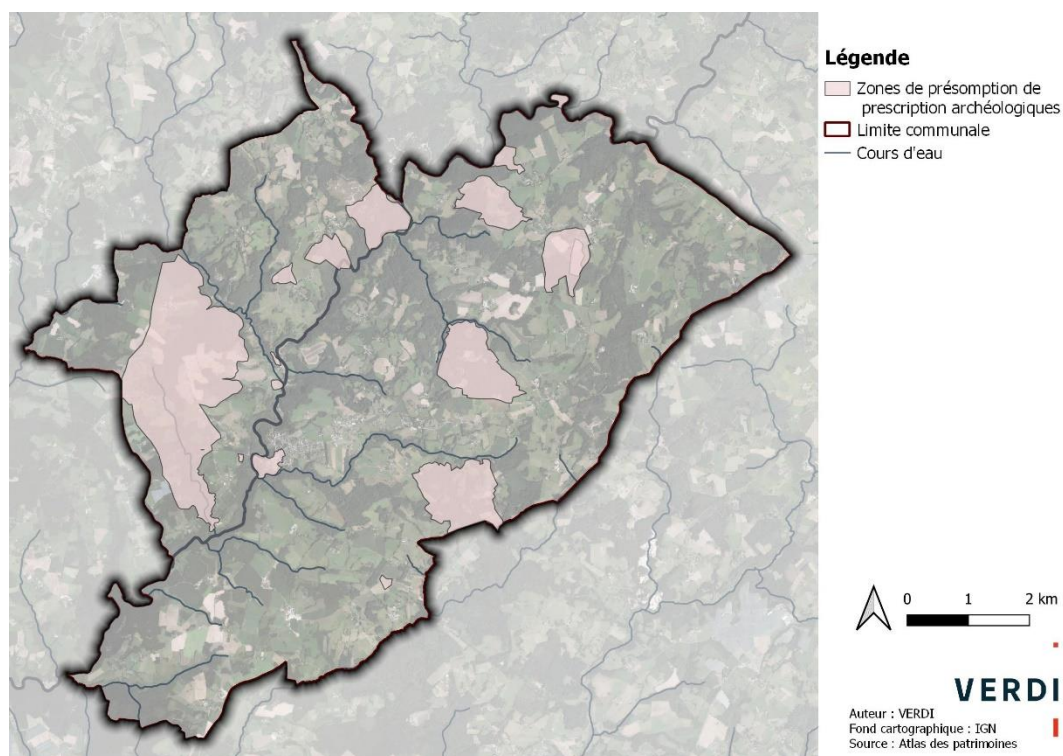 Légende
Zones de présomption de
prescription archéologiques
Limite communale
Cours d'eau
0 1 2 km
VERDI
Auteur : VERDI
Fond cartographique : IGN
Source : Atlas des patrimoines